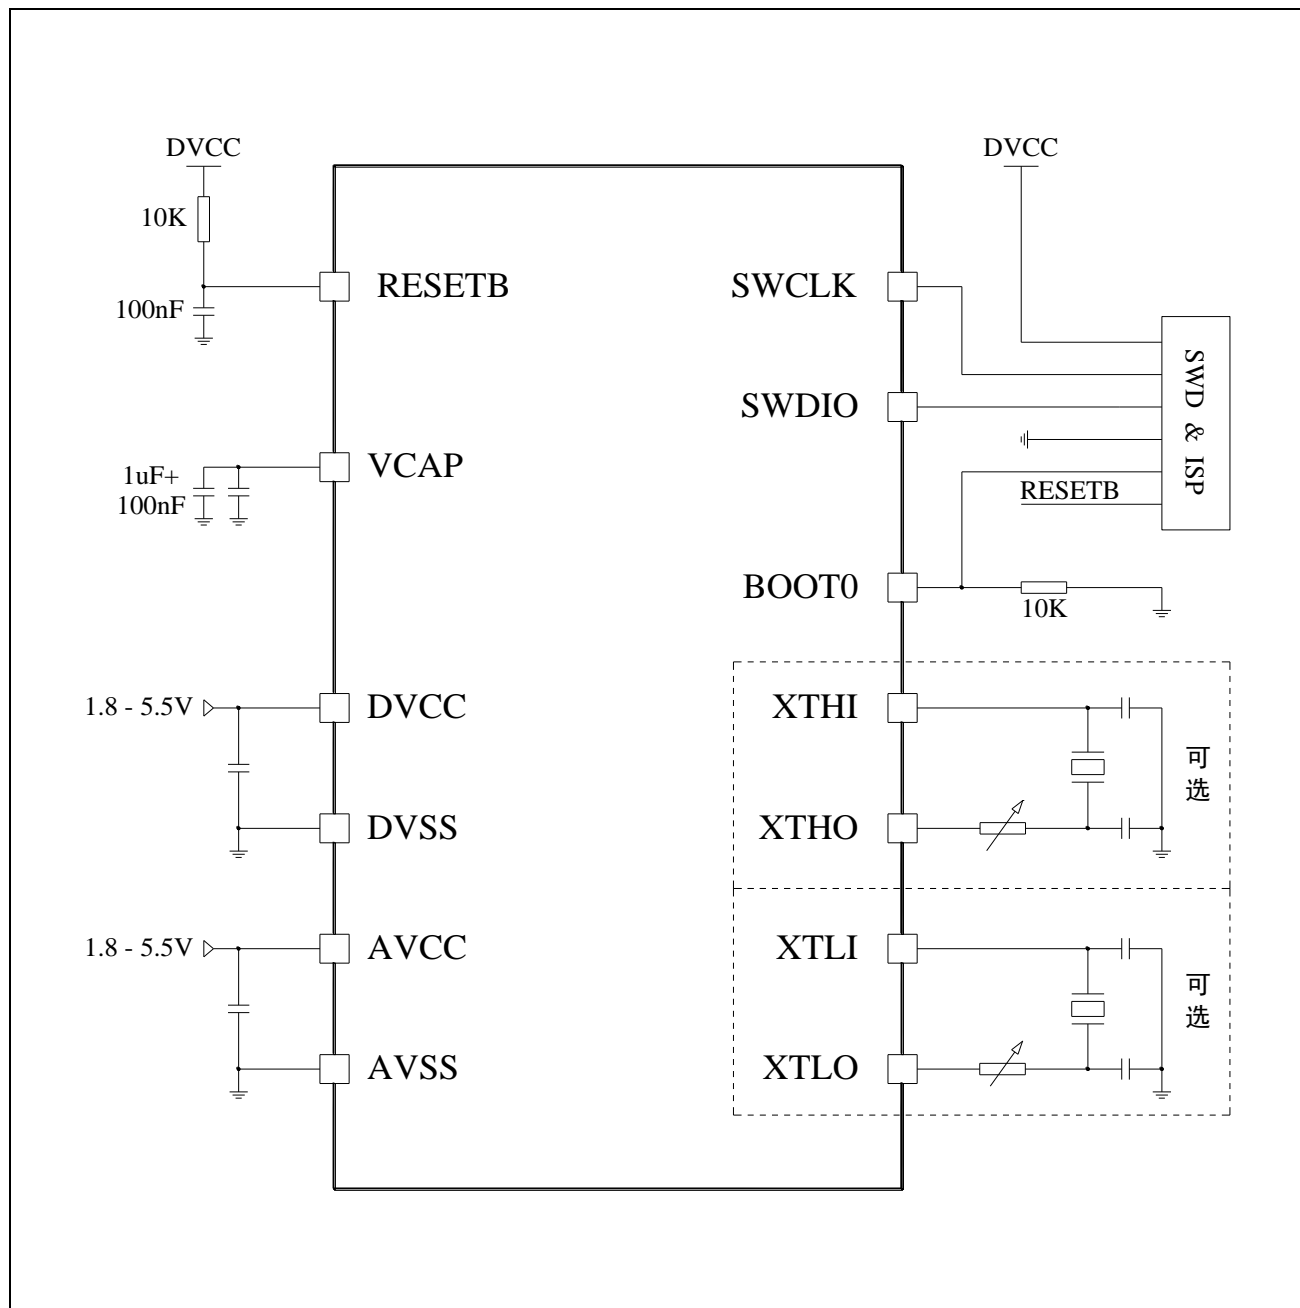 DVCC
DVCC
10K
RESETB
SWCLK
100nF
SWD & ISP
SWDIO
VCAP
1uF+
100nF
RESETB
BOOT0
10K
1.8 - 5.5V
DVCC
XTHI
可
选
DVSS
XTHO
1.8 - 5.5V
AVCC
XTLI
可
选
AVSS
XTLO